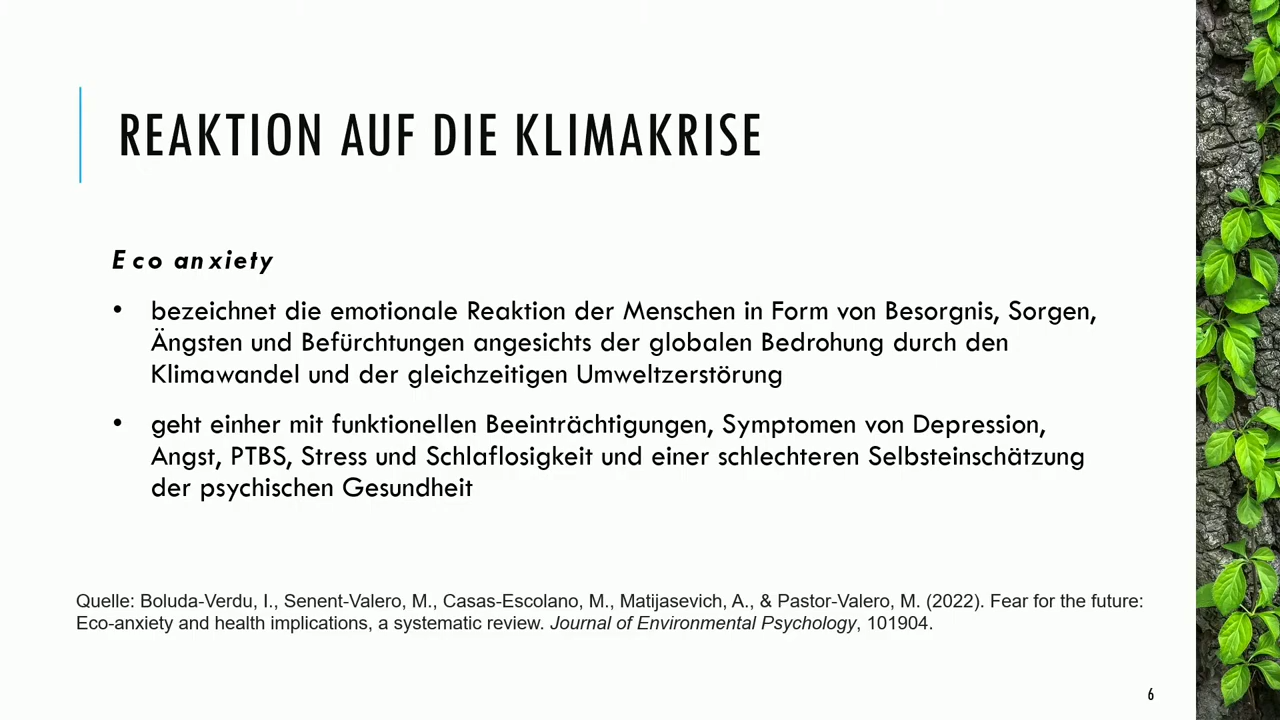 REAKTION AUF DIE KLIMAKRISE
Eco anxiety
• bezeichnet die emotionale Reaktion der Menschen in Form von Besorgnis, Sorgen,
Ängsten und Befürchtungen angesichts der globalen Bedrohung durch den
Klimawandel und der gleichzeitigen Umweltzerstörung
• geht einher mit funktionellen Beeinträchtigungen, Symptomen von Depression,
Angst, PTBS, Stress und Schlaflosigkeit und einer schlechteren Selbsteinschätzung
der psychischen Gesundheit
Quelle: Boluda-Verdu, I., Senent-Valero, M., Casas-Escolano, M., Matijasevich, A., & Pastor-Valero, M. (2022). Fear for the future:
Eco-anxiety and health implications, a systematic review. Journal of Environmental Psychology, 101904.
6